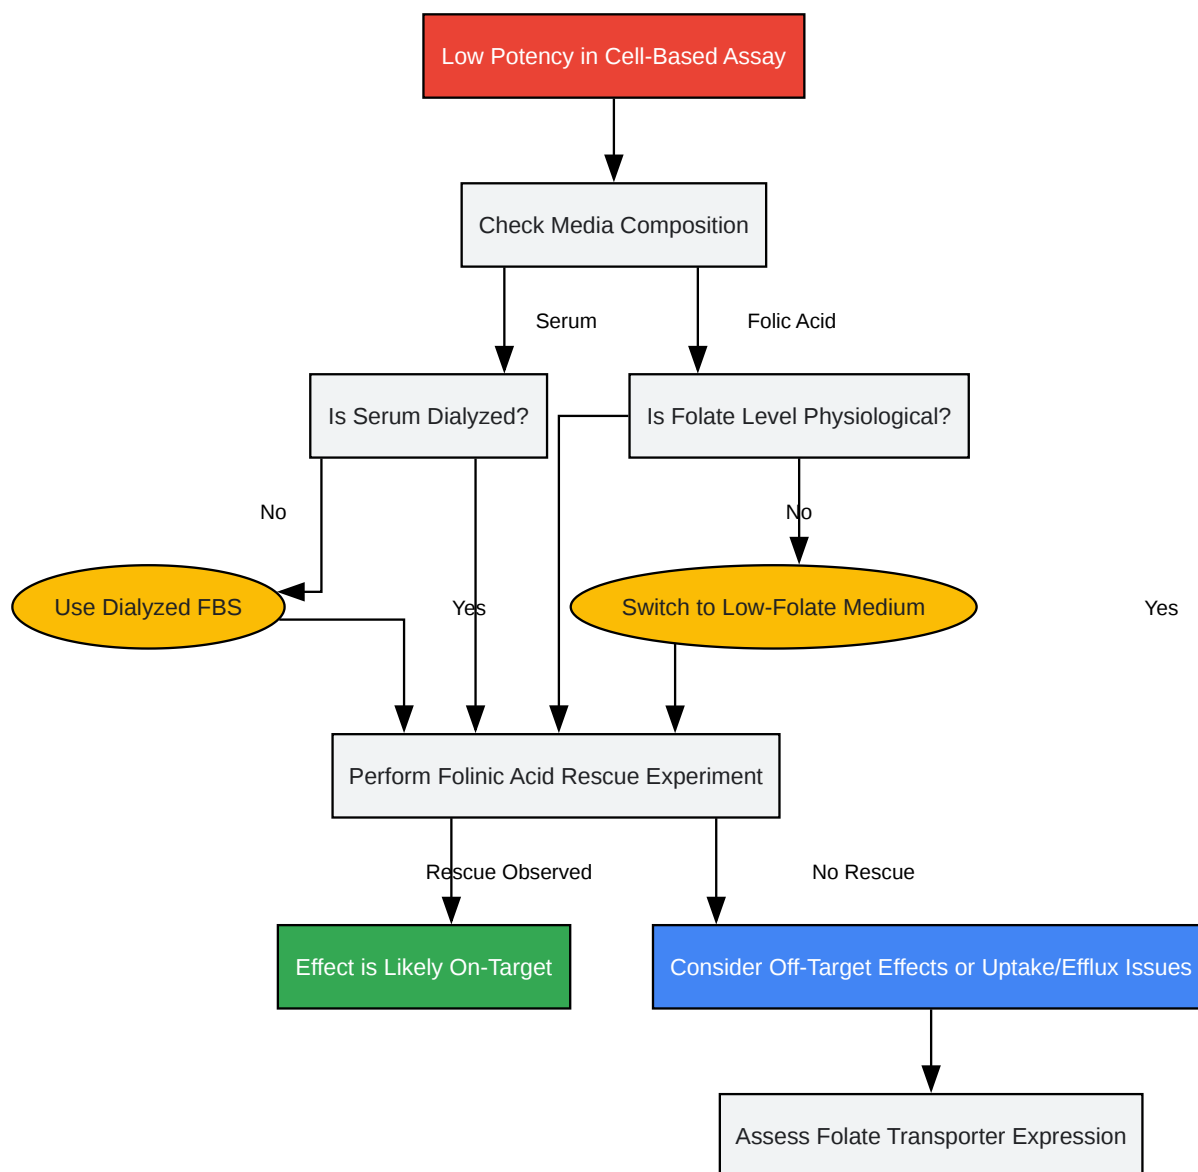 Low Potency in Cell-Based Assay
Check Media Composition
Serum
Folic Acid
Is Serum Dialyzed?
Is Folate Level Physiological?
No
No
Use Dialyzed FBS
Yes
Switch to Low-Folate Medium
Yes
Perform Folinic Acid Rescue Experiment
Rescue Observed
No Rescue
Effect is Likely On-Target
Consider Off-Target Effects or Uptake/Efflux Issues
Assess Folate Transporter Expression